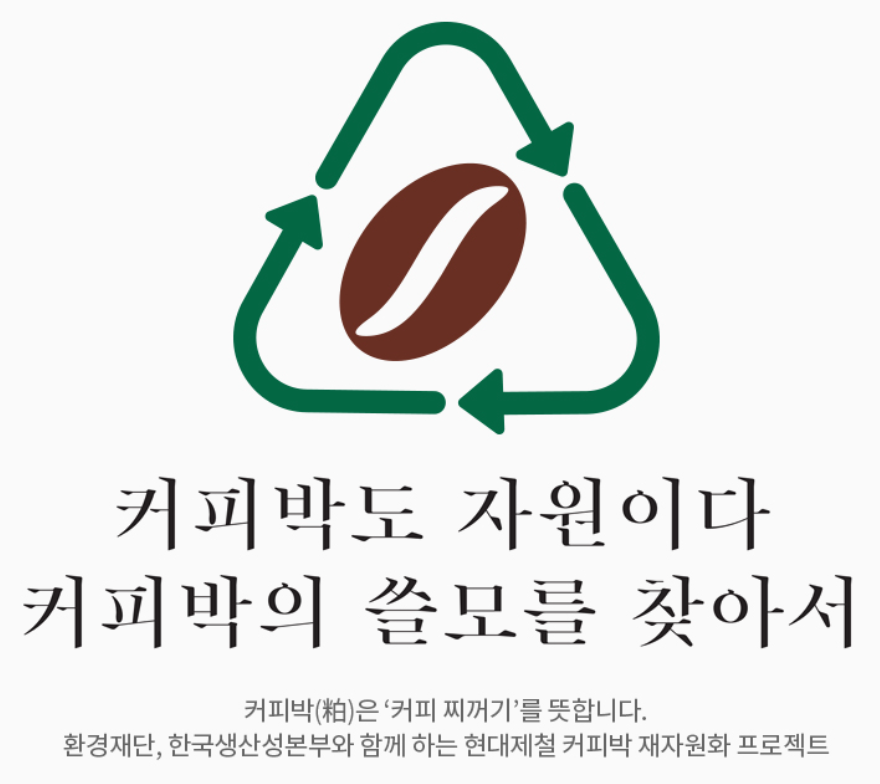 커피박도 자원이다
커피박의 쓸모를 찾아서
커피박(粕)은 ‘커피 찌꺼기’를 뜻합니다.
환경재단, 한국생산성본부와 함께 하는 현대제철 커피박 재자원화 프로젝트